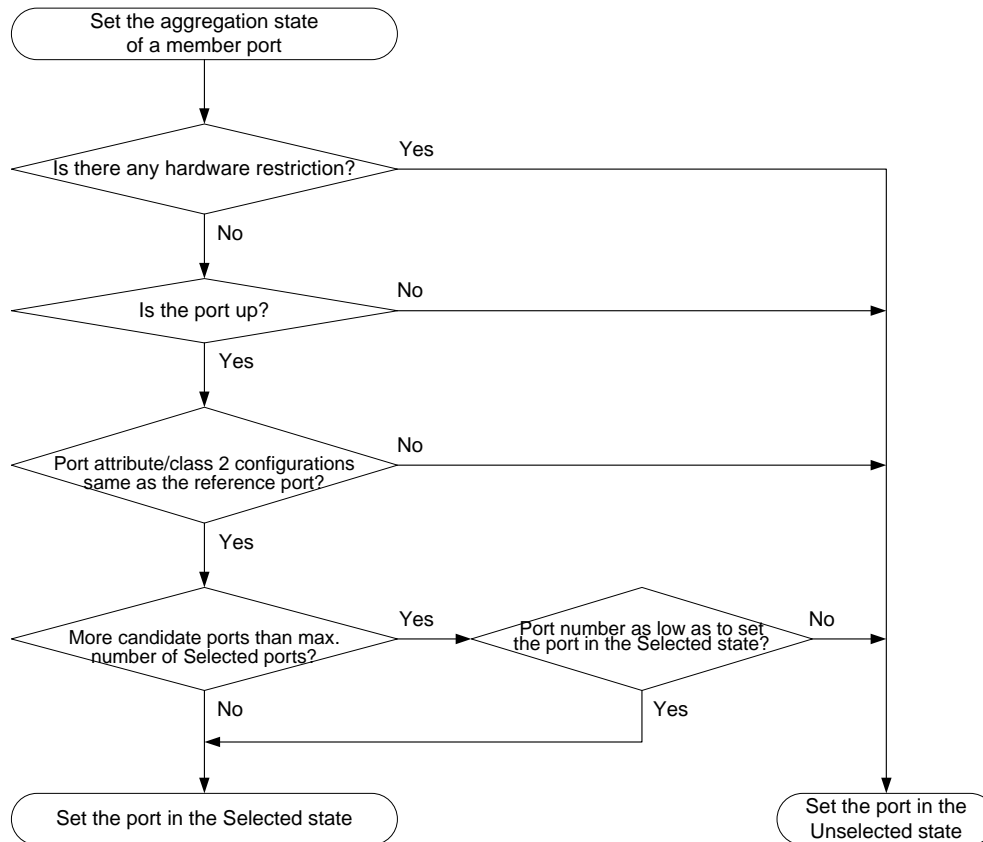 Set the aggregation state
of a member port
Is there any hardware restriction?
Yes
No
Is the port up?
No
Yes
Port attribute/class 2 configurations
same as the reference port?
No
Yes
More candidate ports than max.
number of Selected ports?
Yes
No
Port number as low as to set
the port in the Selected state?
No
Yes
Set the port in the Selected state
Set the port in the
Unselected state